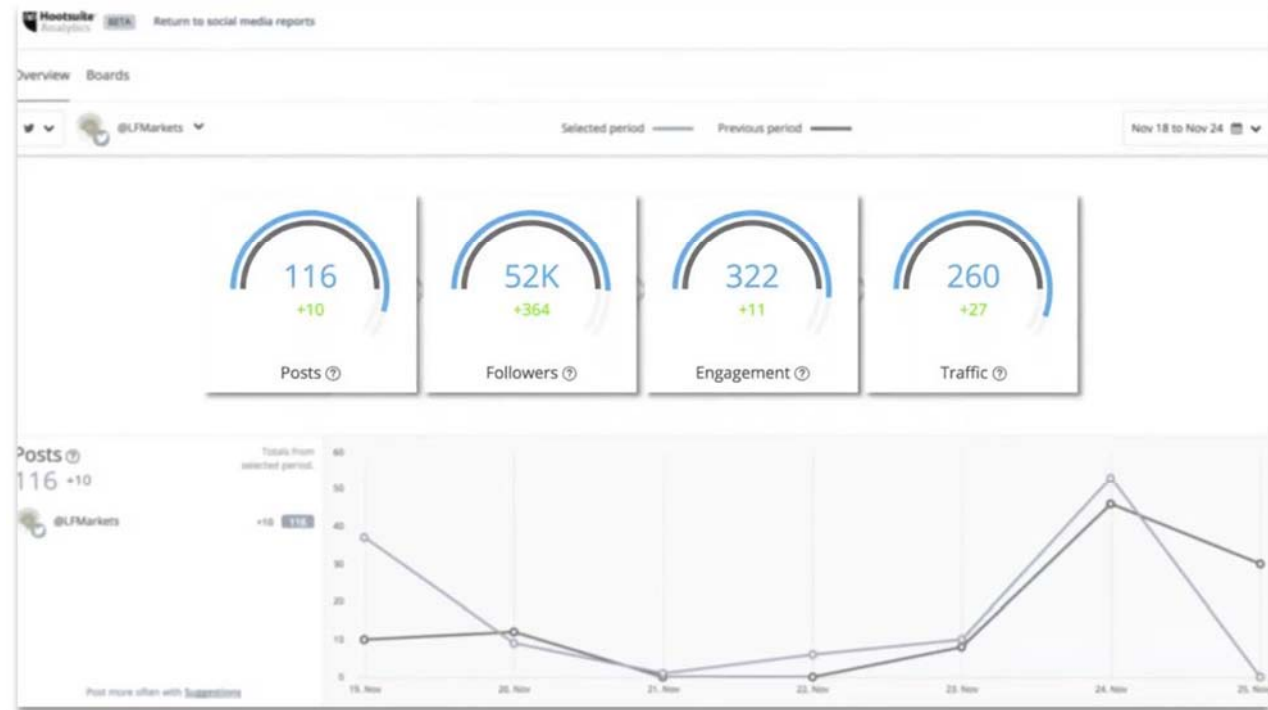 Hootsuite
Analytics
BETA
Return to social media reports
Overview Boards
@LFMarkets
Selected period
Previous period
Nov 18 to Nov 24
116
+10
Posts
52K
+364
Followers
322
+11
Engagement
260
+27
Traffic
Posts
116 +10
Totals from
selected period.
@LFMarkets
+10 116
Post more often with Suggestions
60
50
40
30
20
10
0
19. Nov 20. Nov 21. Nov 22. Nov 23. Nov 24. Nov 25. Nov